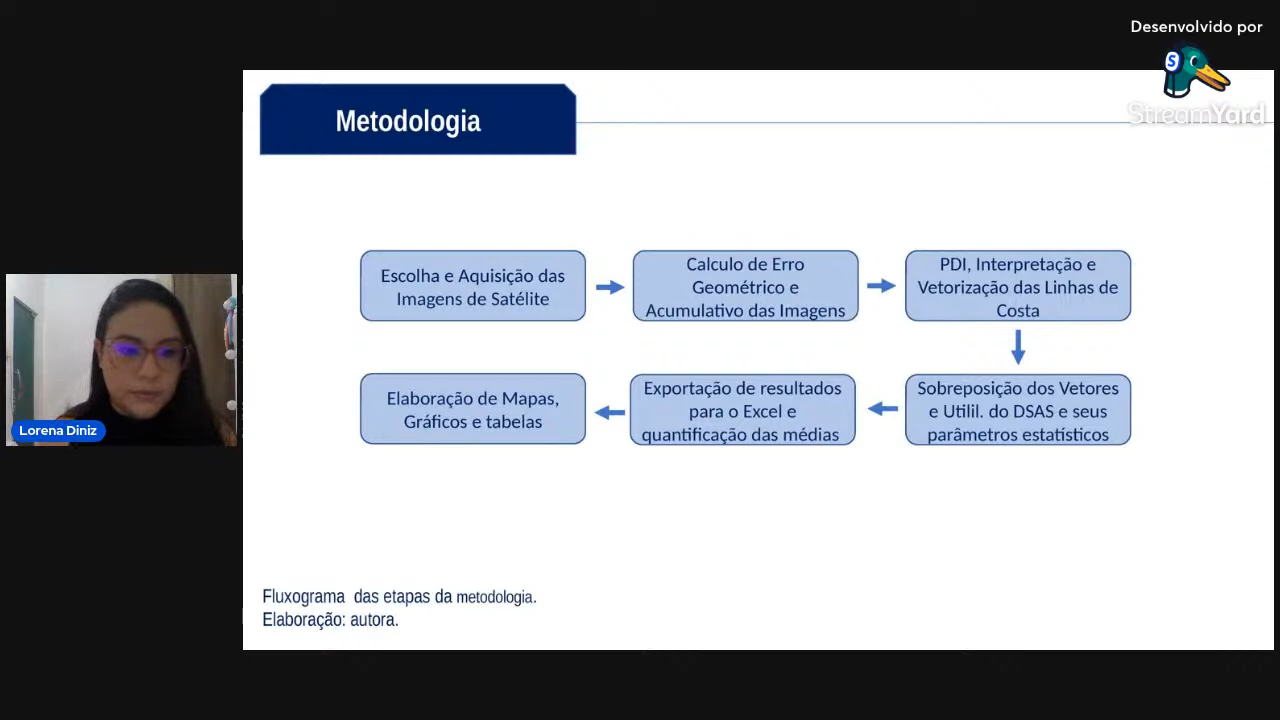 Desenvolvido por
StreamYard
Metodologia
Escolha e Aquisição das
Imagens de Satélite
Calculo de Erro
Geométrico e
Acumulativo das Imagens
PDI, Interpretação e
Vetorização das Linhas de
Costa
Sobreposição dos Vetores
e Utilil. do DSAS e seus
parâmetros estatísticos
Exportação de resultados
para o Excel e
quantificação das médias
Elaboração de Mapas,
Gráficos e tabelas
Lorena Diniz
Fluxograma das etapas da metodologia.
Elaboração: autora.